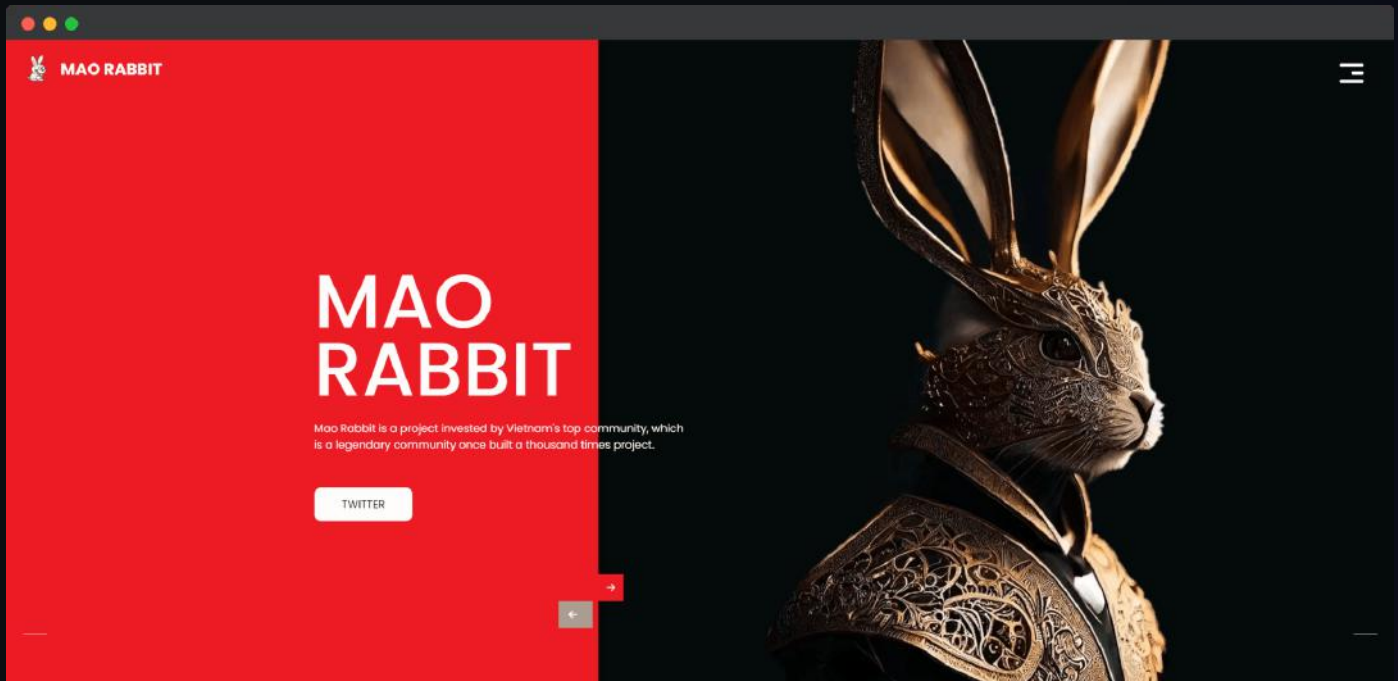 MAO RABBIT
MAO
RABBIT
Mao Rabbit is a project invested by Vietnam's top community, which
is a legendary community once built a thousand times project.
TWITTER